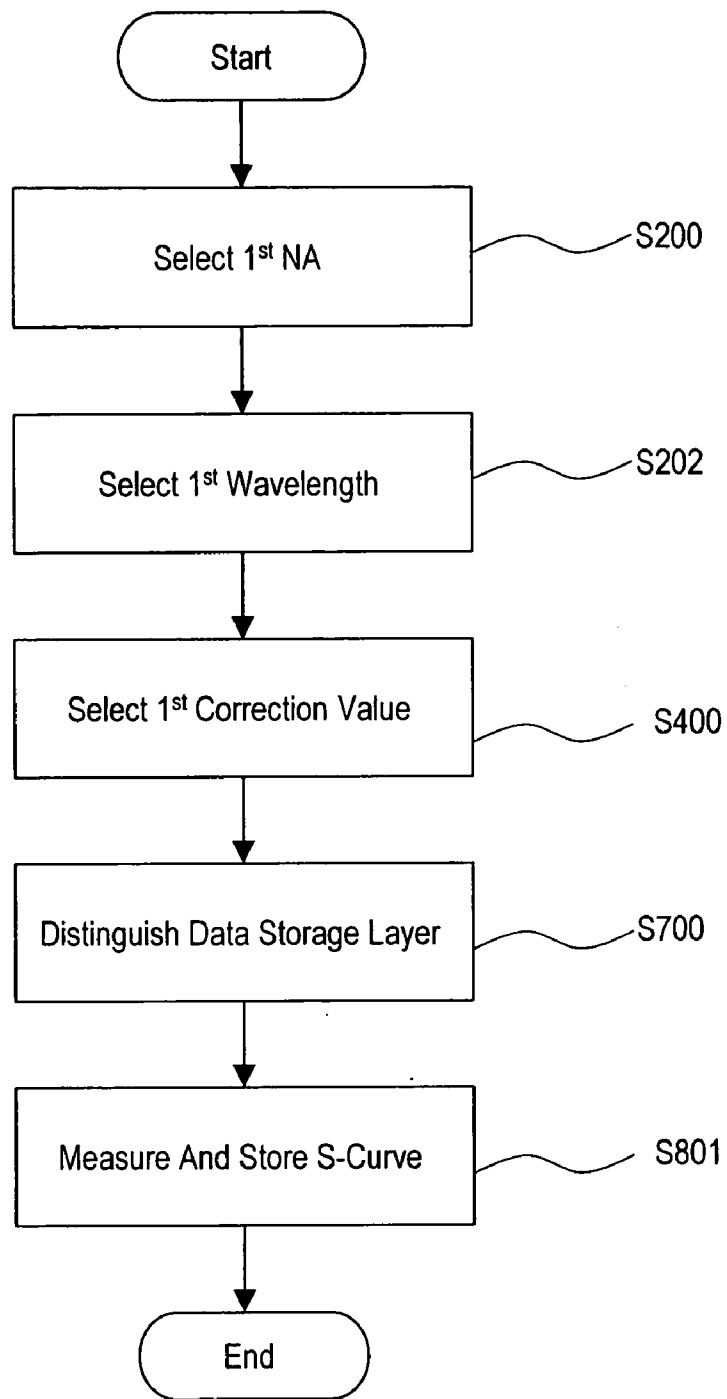 Start
Select 1st NA
S200
Select 1st Wavelength
S202
Select 1st Correction Value
S400
Distinguish Data Storage Layer
S700
Measure And Store S-Curve
S801
End